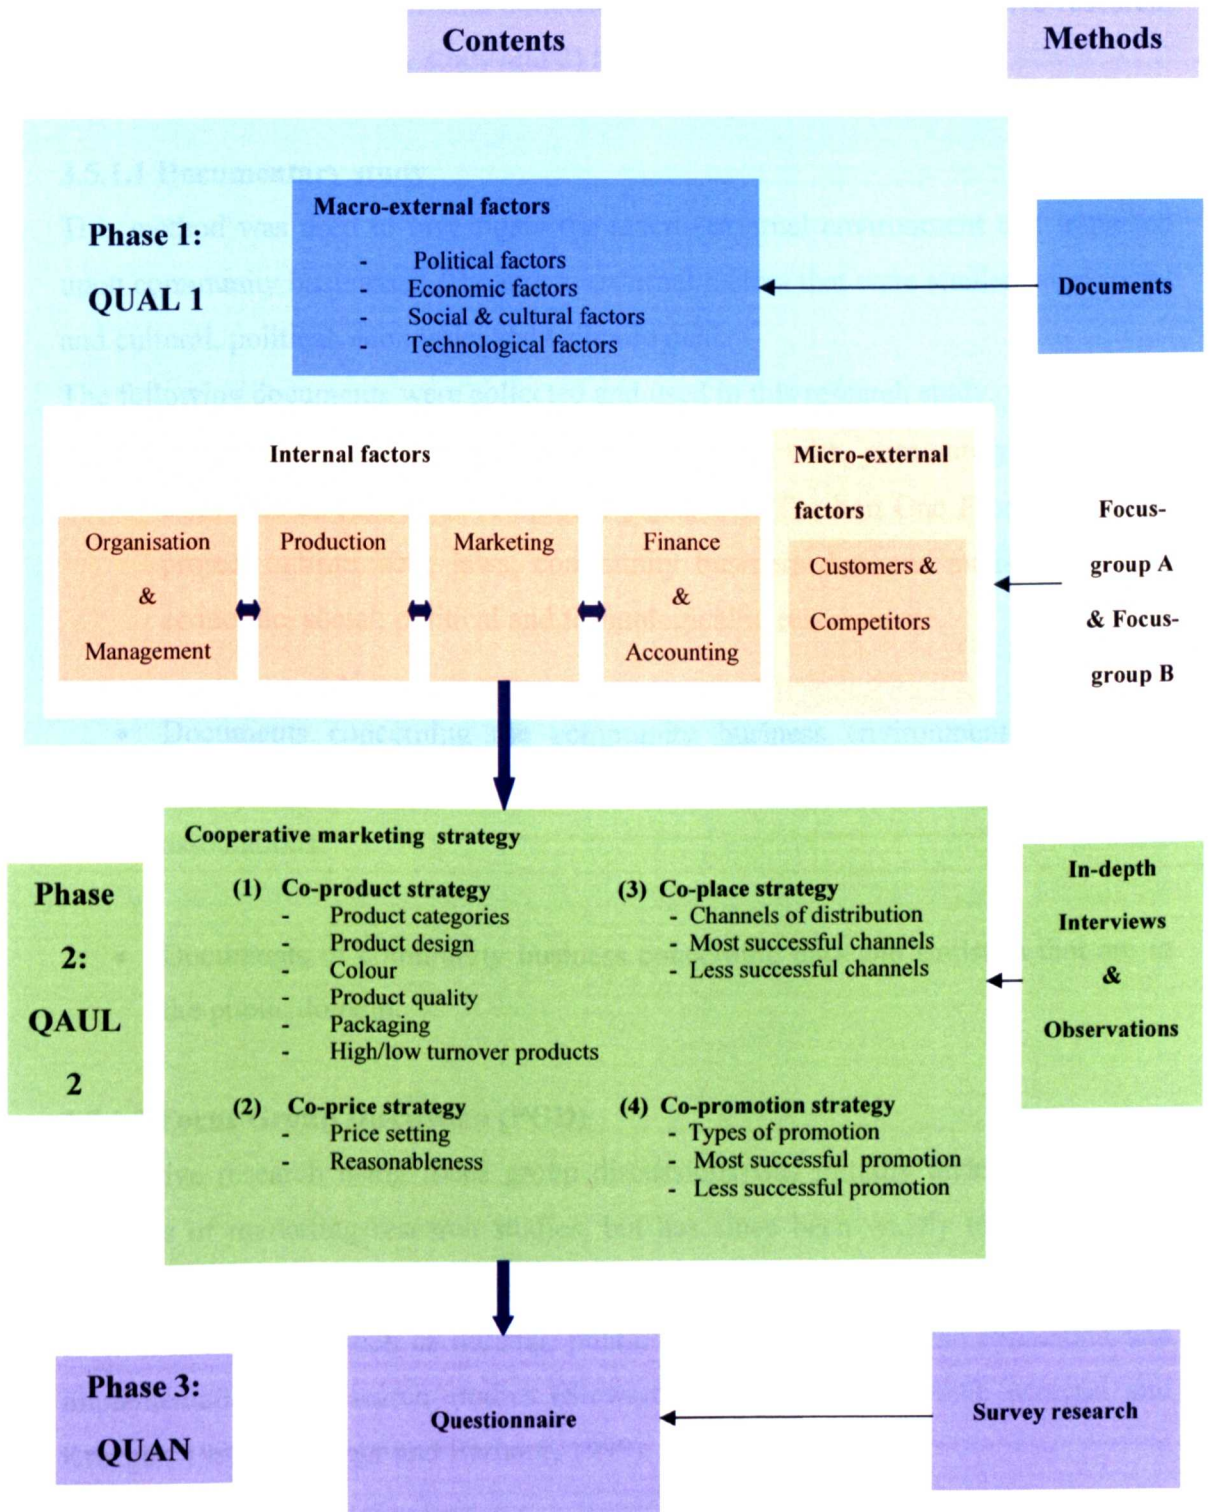 Contents
Methods
Phase 1:
QUAL 1
Macro-external factors
- Political factors
- Economic factors
- Social & cultural factors
- Technological factors
Documents
Internal factors
Organisation
&
Management
Production
Marketing
Finance
&
Accounting
Micro-external
factors
Customers &
Competitors
Focus-
group A
& Focus-
group B
Phase
2:
QAUL
2
Cooperative marketing strategy
(1) Co-product strategy
- Product categories
- Product design
- Colour
- Product quality
- Packaging
- High/low turnover products
(2) Co-price strategy
- Price setting
- Reasonableness
(3) Co-place strategy
- Channels of distribution
- Most successful channels
- Less successful channels
(4) Co-promotion strategy
- Types of promotion
- Most successful promotion
- Less successful promotion
In-depth
Interviews
&
Observations
Phase 3:
QUAN
Questionnaire
Survey research